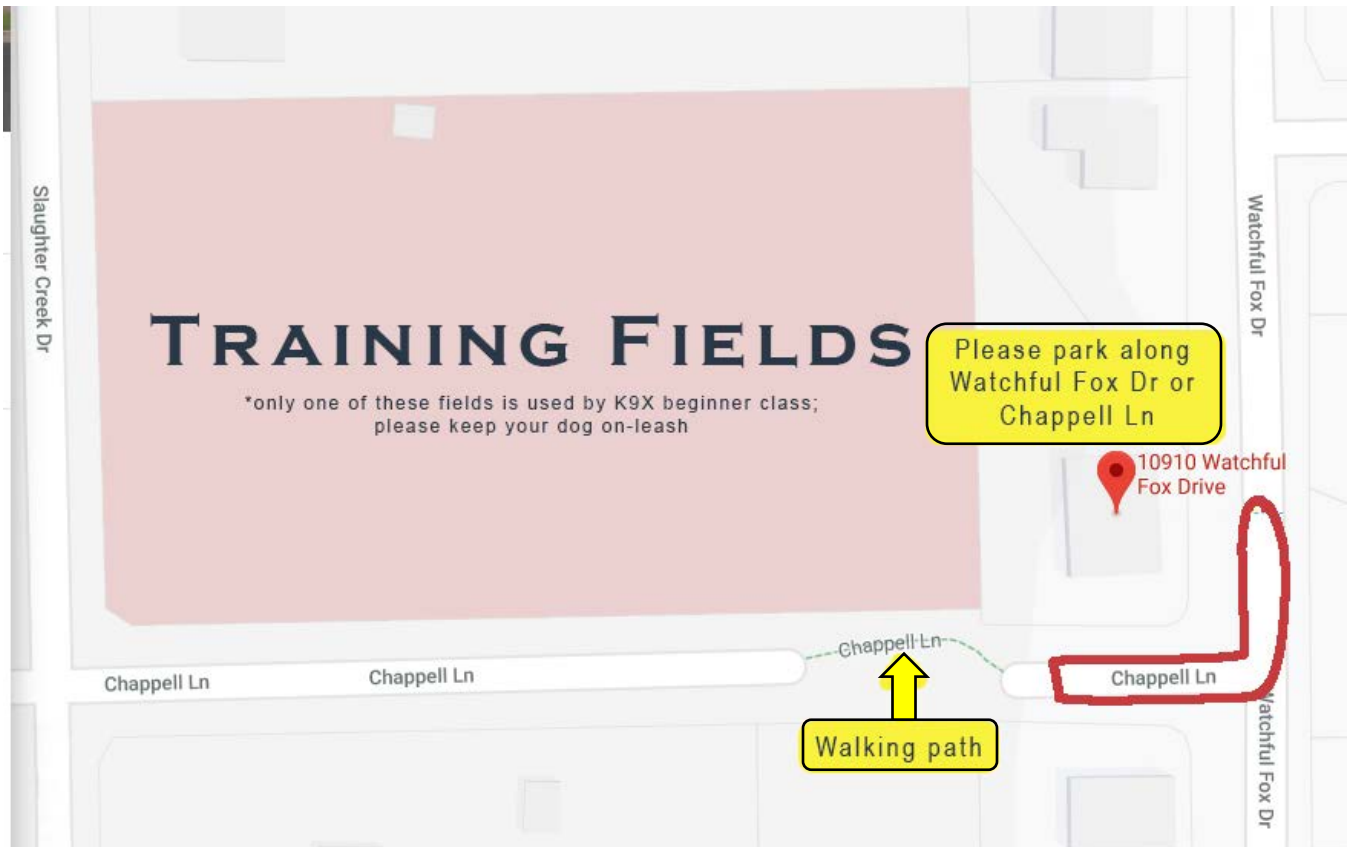 Slaughter Creek Dr
Watchful Fox Dr
TRAINING FIELDS
*only one of these fields is used by K9X beginner class;
please keep your dog on-leash
Please park along
Watchful Fox Dr or
Chappell Ln
10910 Watchful
Fox Drive
Chappell Ln
Chappell Ln
Chappell Ln
Chappell Ln
Walking path
Watchful Fox Dr